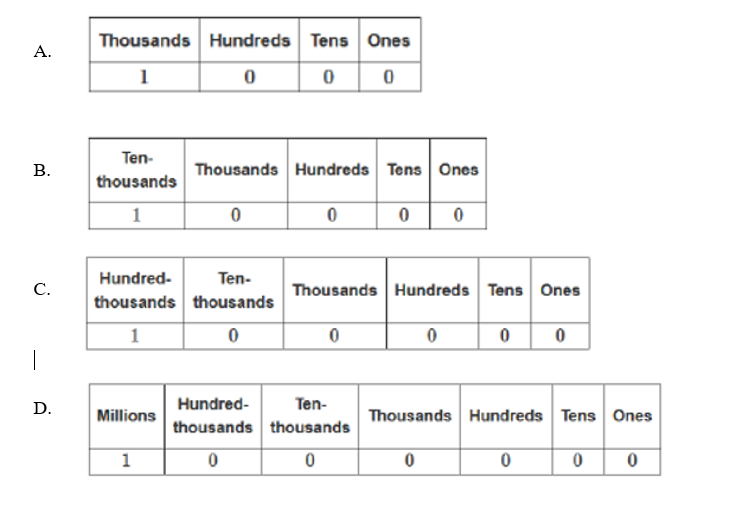 A.
Thousands Hundreds Tens Ones
1 0 0 0
B.
Ten-
thousands Thousands Hundreds Tens Ones
1 0 0 0 0
C.
Hundred- Ten-
thousands thousands Thousands Hundreds Tens Ones
1 0 0 0 0 0
D.
Millions Hundred- Ten-
thousands thousands Thousands Hundreds Tens Ones
1 0 0 0 0 0 0